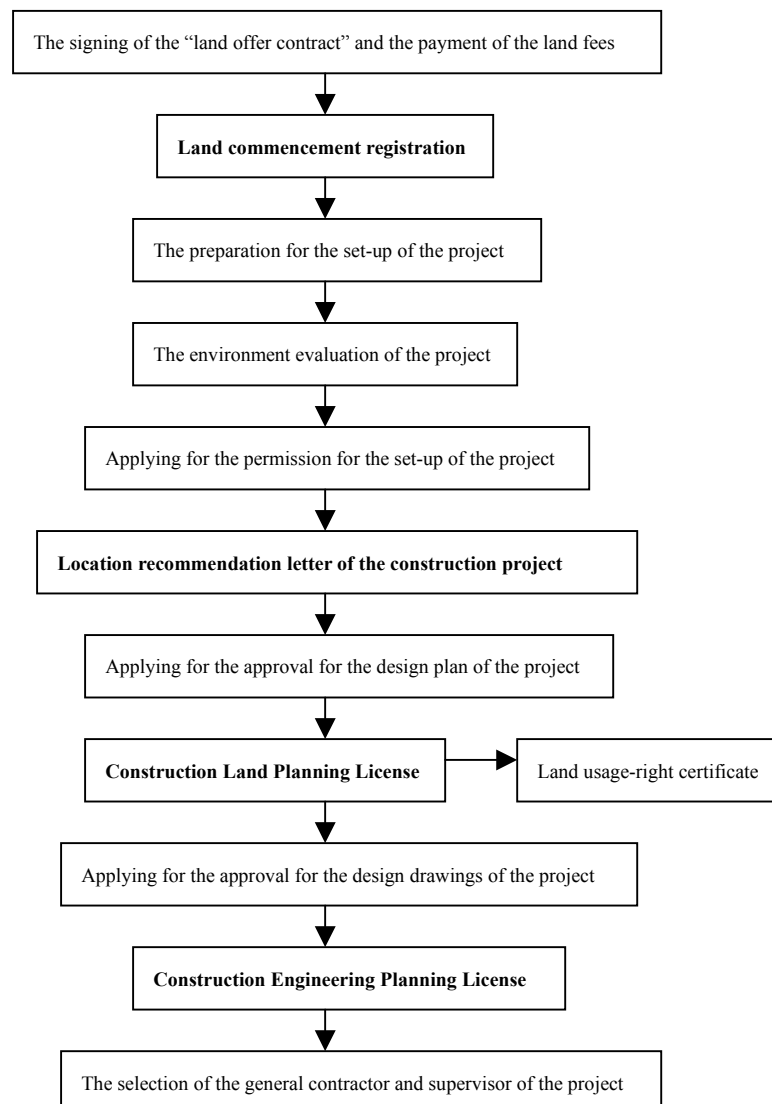 The signing of the “land offer contract” and the payment of the land fees
Land commencement registration
The preparation for the set-up of the project
The environment evaluation of the project
Applying for the permission for the set-up of the project
Location recommendation letter of the construction project
Applying for the approval for the design plan of the project
Construction Land Planning License
Land usage-right certificate
Applying for the approval for the design drawings of the project
Construction Engineering Planning License
The selection of the general contractor and supervisor of the project